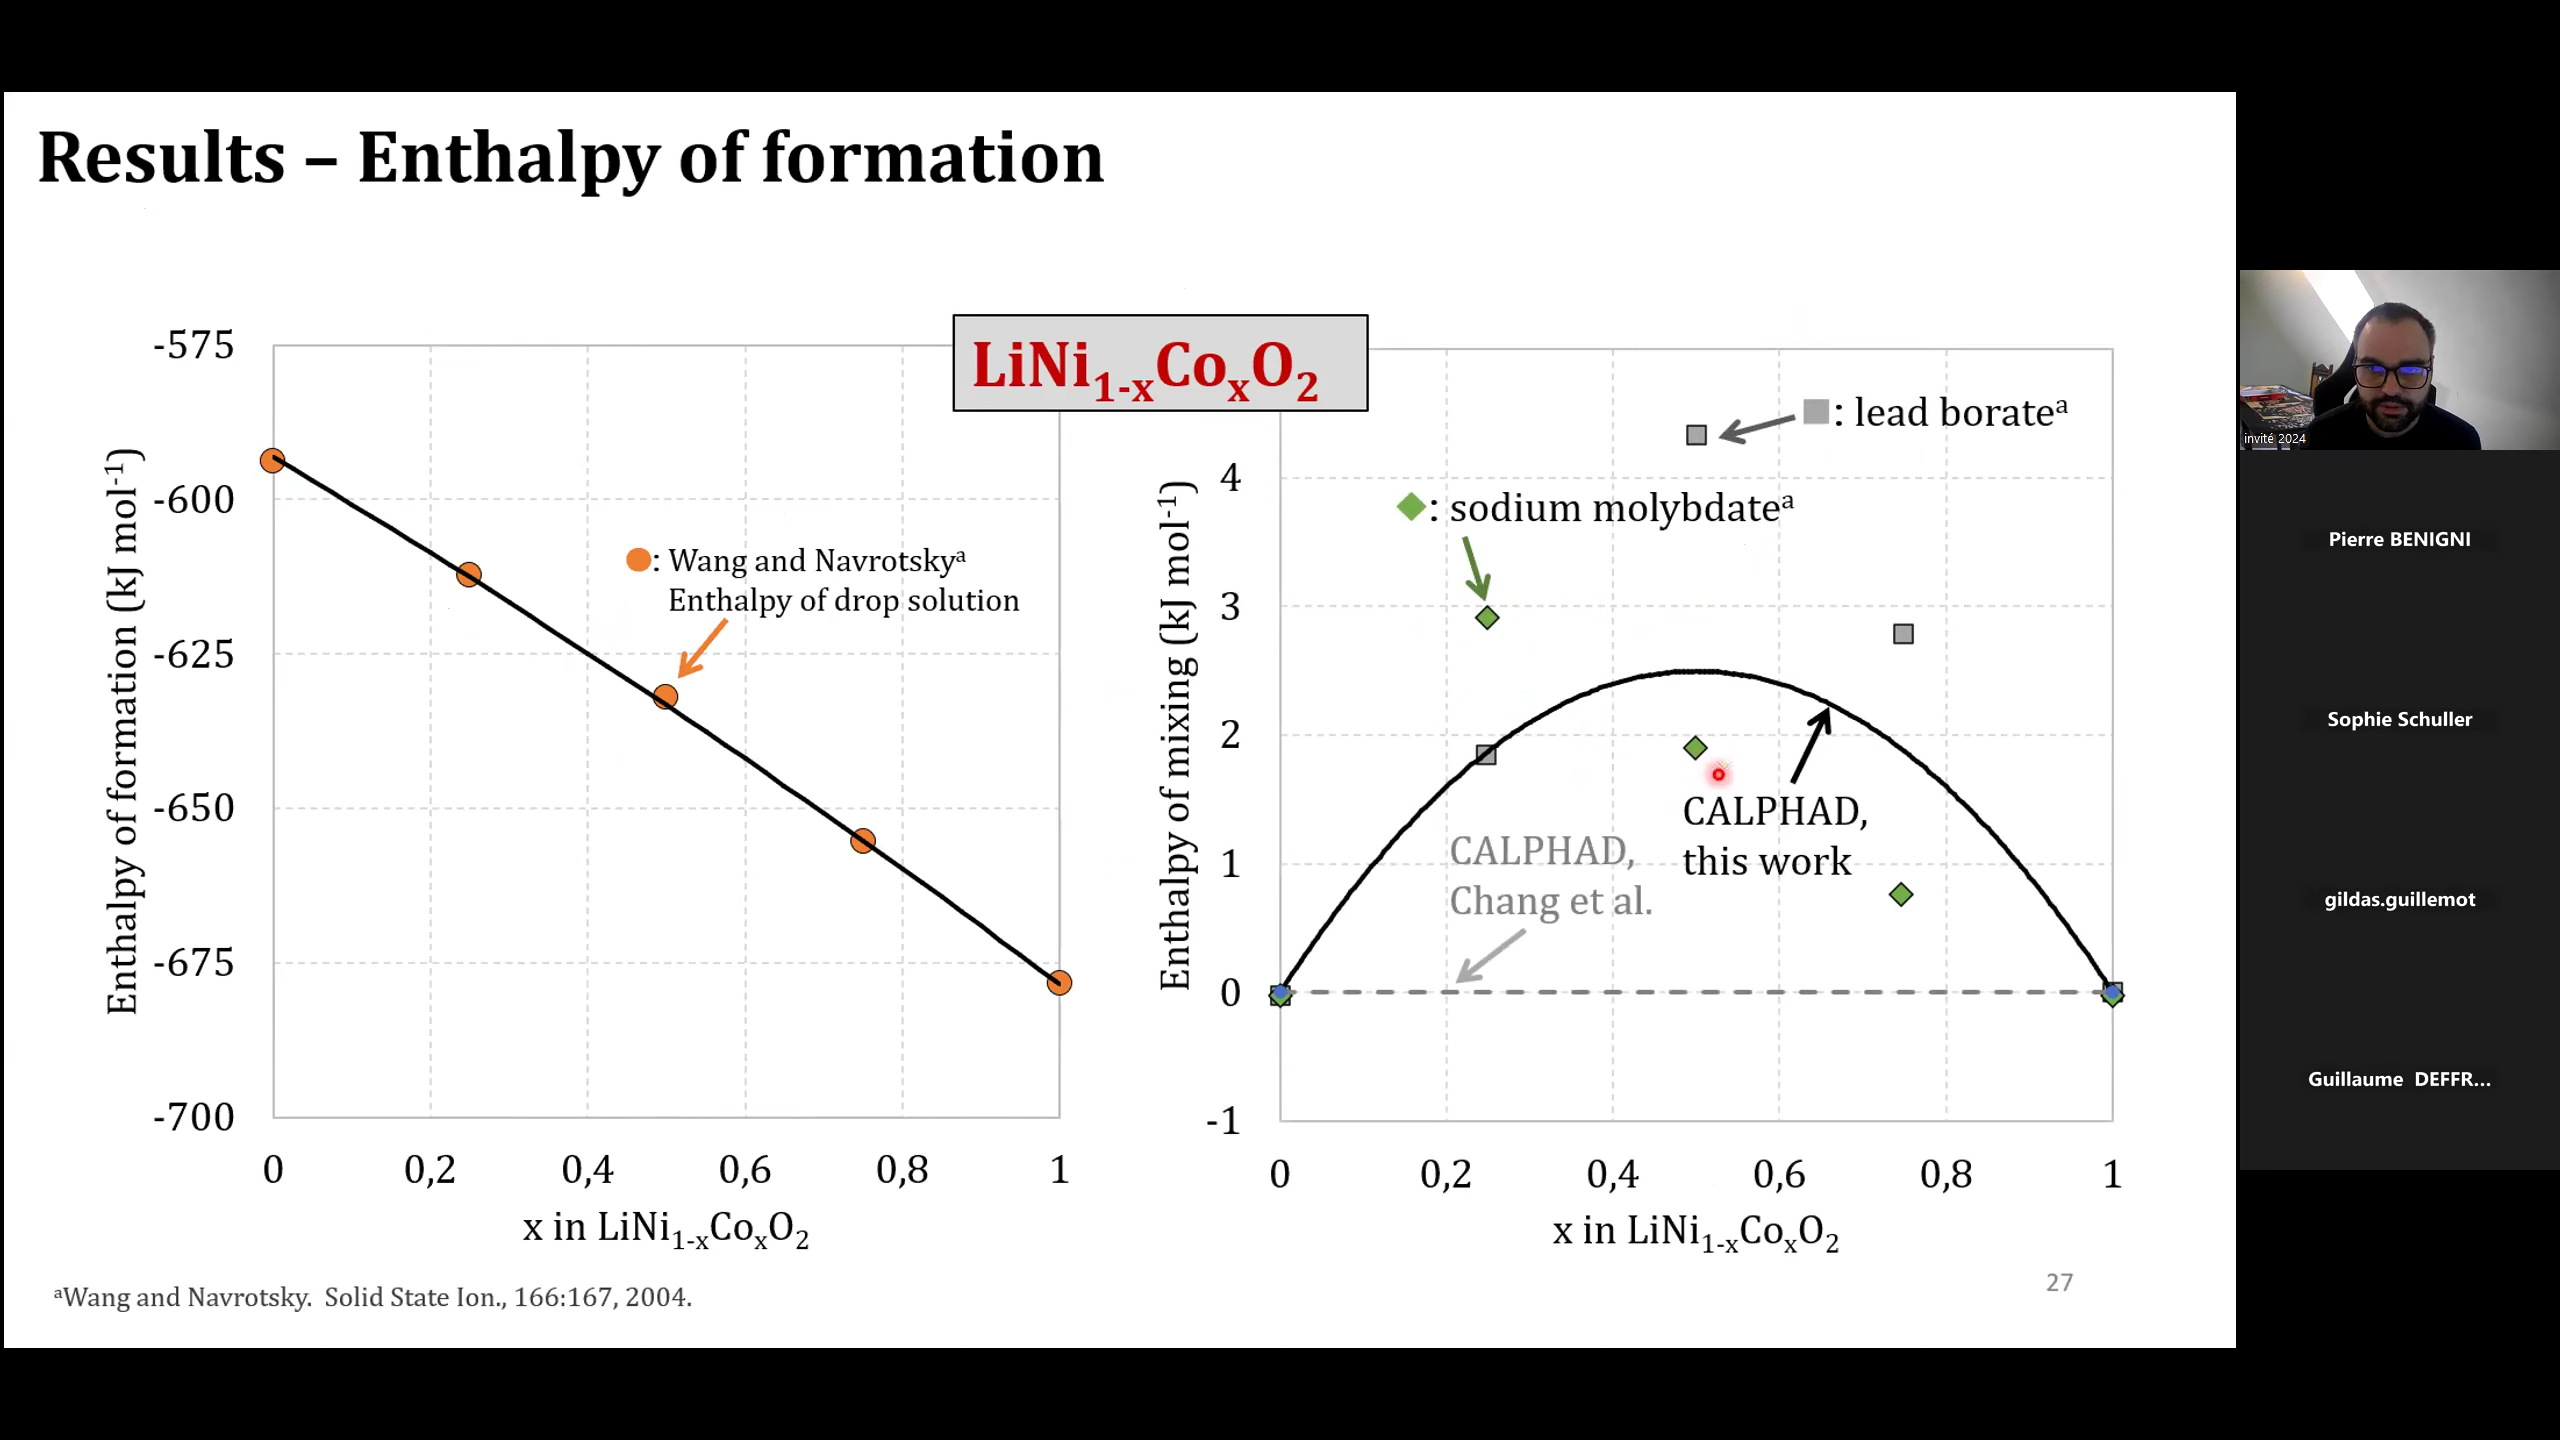 Results – Enthalpy of formation
LiNi1-xCoxO2
-575
-600
-625
-650
-675
-700
Enthalpy of formation (kJ mol-1)
: Wang and Navrotskya
Enthalpy of drop solution
0
0,2
0,4
0,6
0,8
1
x in LiNi1-xCoxO2
4
3
2
1
0
-1
Enthalpy of mixing (kJ mol-1)
: lead boratea
: sodium molybdatea
CALPHAD,
this work
CALPHAD,
Chang et al.
0
0,2
0,4
0,6
0,8
1
x in LiNi1-xCoxO2
aWang and Navrotsky. Solid State Ion., 166:167, 2004.
27
invité 2024
Pierre BENIGNI
Sophie Schuller
gildas.guillemot
Guillaume DEFFR...